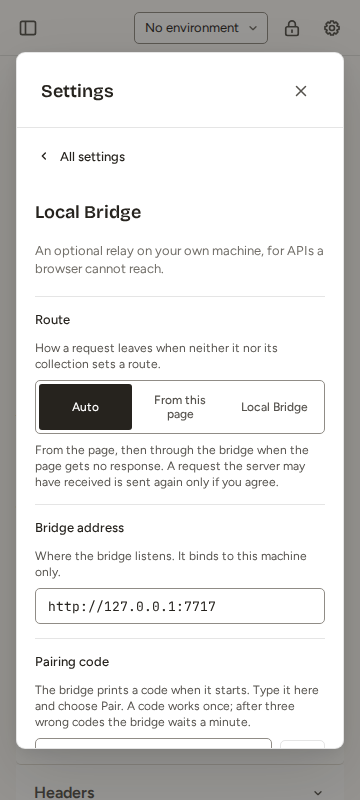 No environment
Settings
All settings
Local Bridge
An optional relay on your own machine, for APIs a
browser cannot reach.
Route
How a request leaves when neither it nor its
collection sets a route.
Auto
From this
page
Local Bridge
From the page, then through the bridge when the
page gets no response. A request the server may
have received is sent again only if you agree.
Bridge address
Where the bridge listens. It binds to this machine
only.
http://127.0.0.1:7717
Pairing code
The bridge prints a code when it starts. Type it here
and choose Pair. A code works once; after three
wrong codes the bridge waits a minute.
Headers